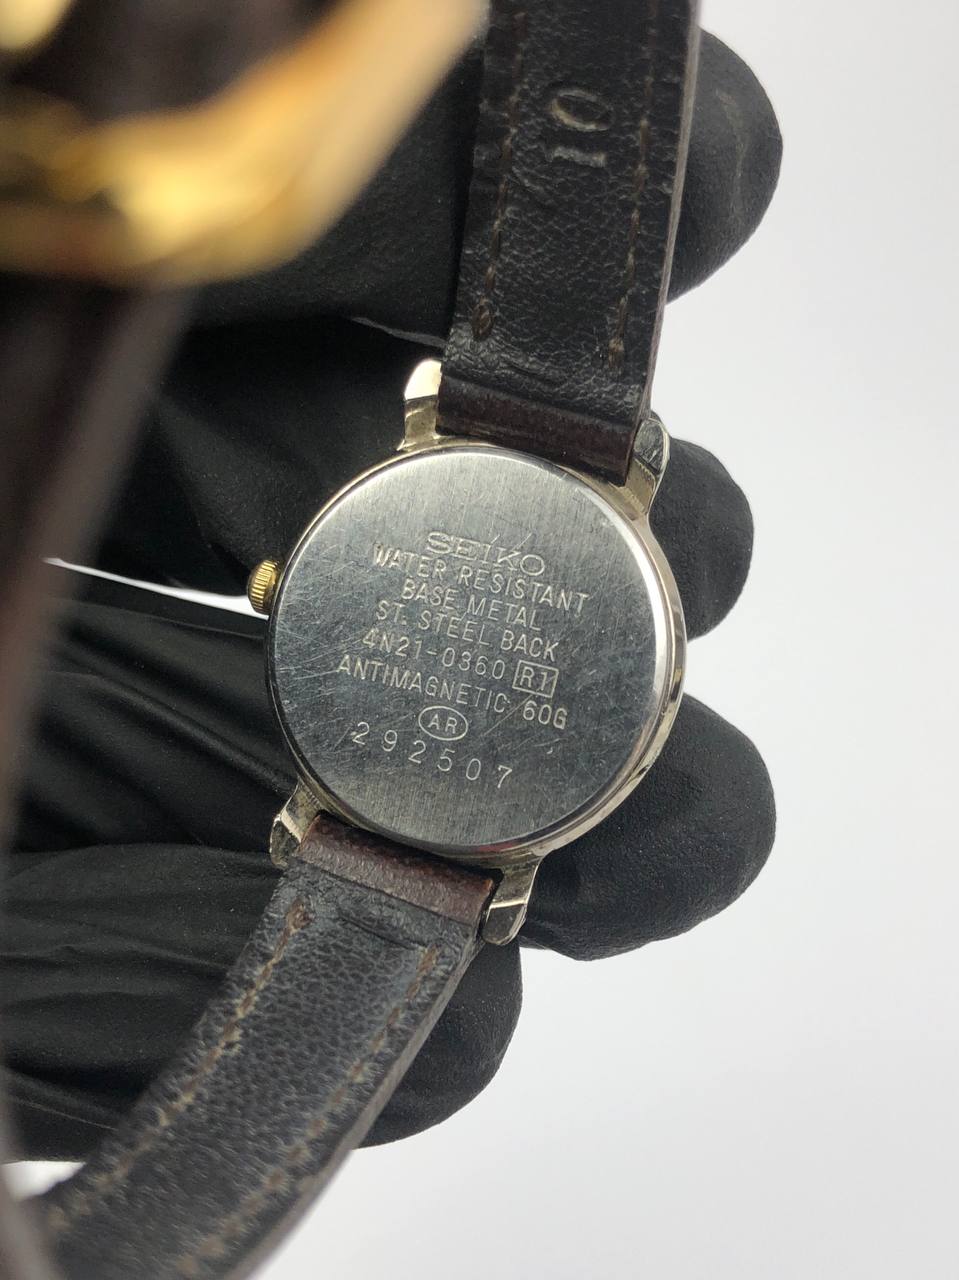 10
SEIKO
WATER RESISTANT
BASE METAL
ST. STEEL BACK
4N21-0360 R1
ANTIMAGNETIC 60G
AR
292507